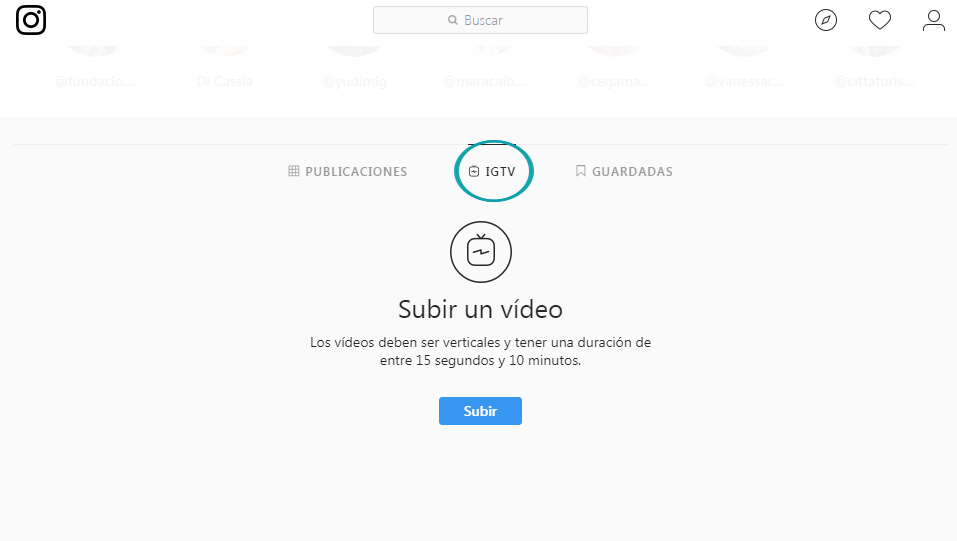 Buscar
@fundacio... Di Cassia @yudimig @maracaib... @cegama... @vanessar... @cittaturis...
PUBLICACIONES IGTV GUARDADAS
Subir un vídeo
Los vídeos deben ser verticales y tener una duración de
entre 15 segundos y 10 minutos.
Subir